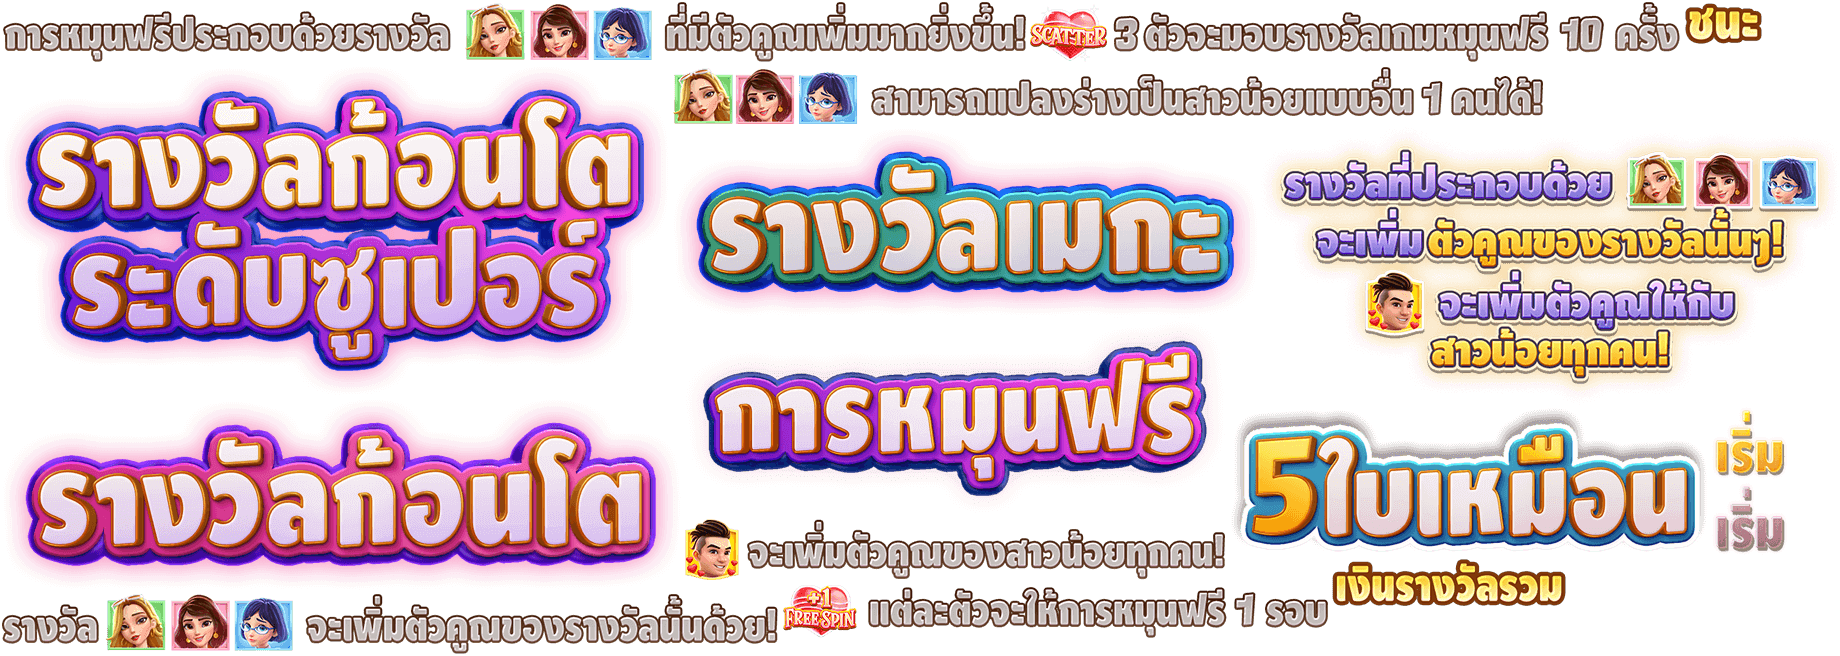 การหมุนฟรีประกอบด้วยรางวัล ที่มีตัวคูณเพิ่มมากยิ่งขึ้น! SCATTER 3 ตัวจะมอบรางวัลเกมหมุนฟรี 10 ครั้ง
ชนะ
สามารถแปลงร่างเป็นสาวน้อยแบบอื่น 1 คนได้!
รางวัลก้อนโต
ระดับซูเปอร์
รางวัลเมกะ
รางวัลที่ประกอบด้วย
จะเพิ่มตัวคูณของรางวัลนั้นๆ!
จะเพิ่มตัวคูณให้กับ
สาวน้อยทุกคน!
การหมุนฟรี
รางวัลก้อนโต
5ใบเหมือน
เริ่ม
เริ่ม
จะเพิ่มตัวคูณของสาวน้อยทุกคน!
เงินรางวัลรวม
รางวัล จะเพิ่มตัวคูณของรางวัลนั้นด้วย!
+1
FREE SPIN แต่ละตัวจะให้การหมุนฟรี 1 รอบ